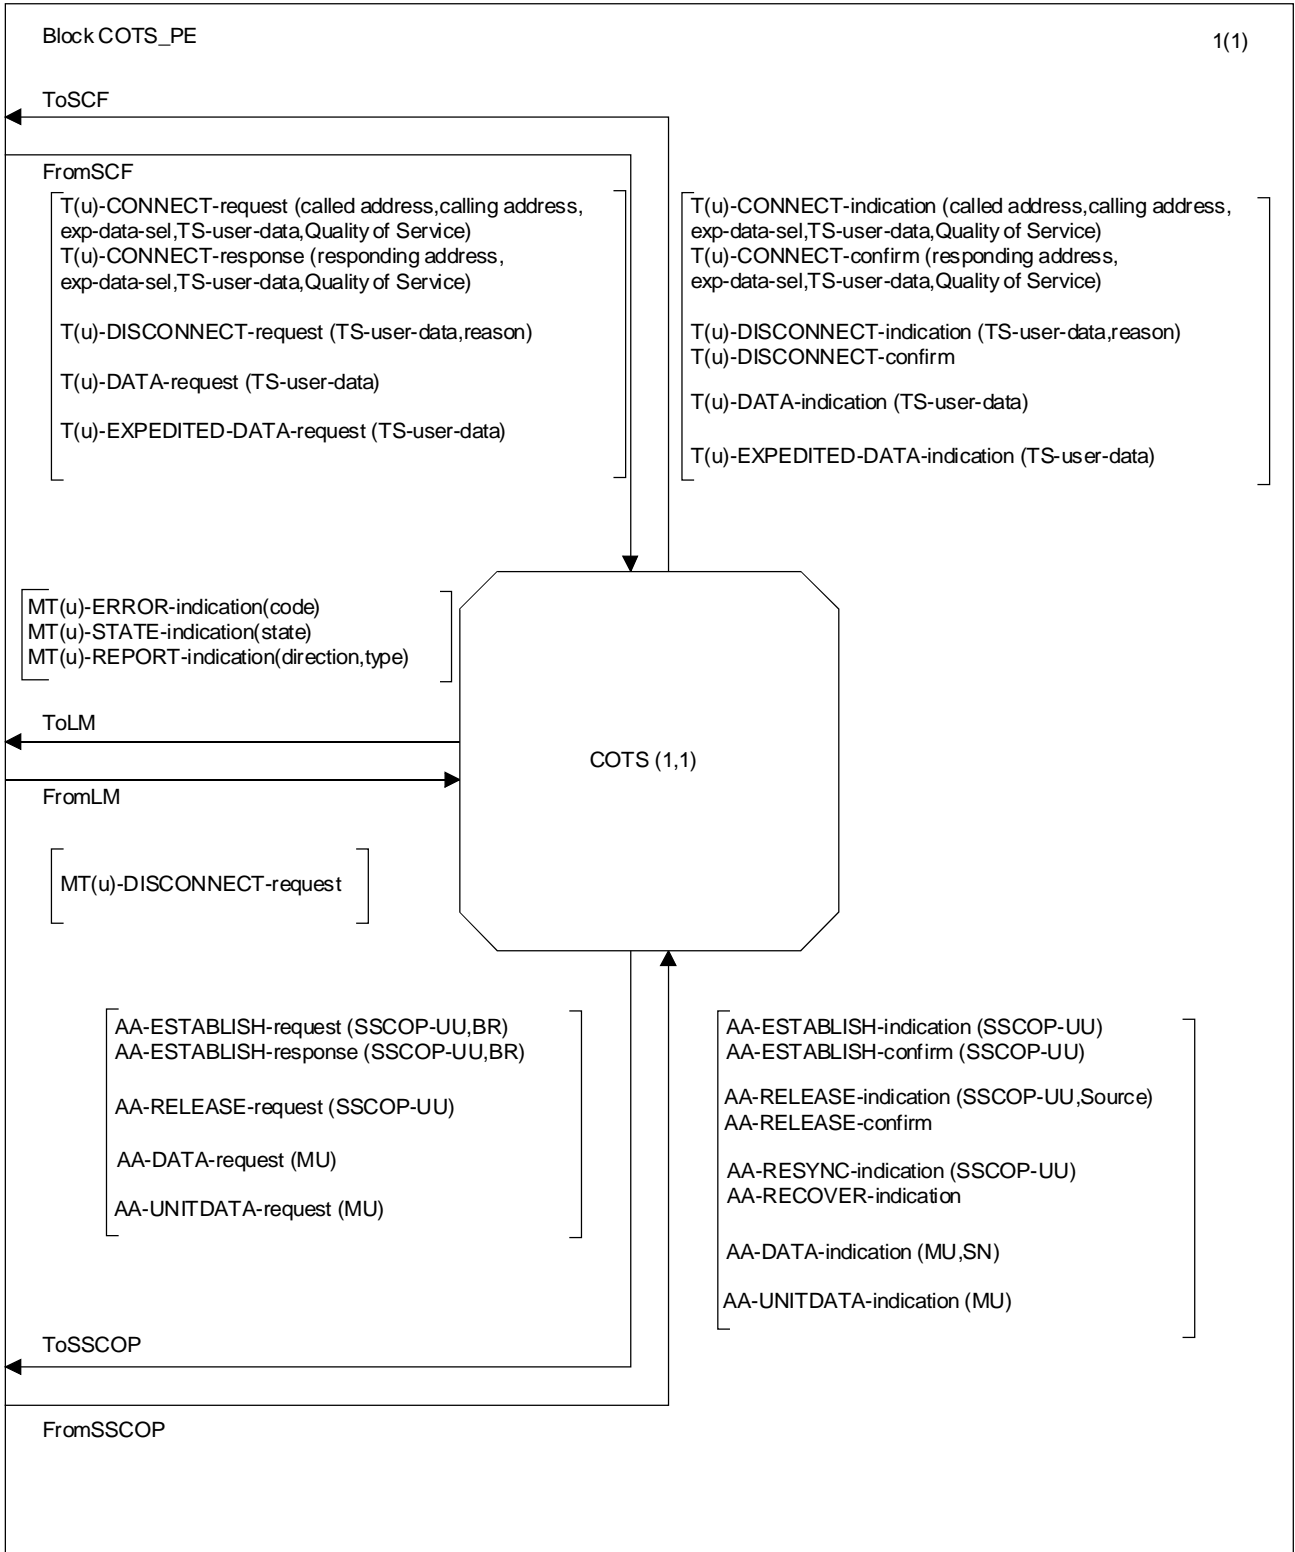 Block COTS_PE
1(1)
ToSCF
FromSCF
T(u)-CONNECT-request (called address,calling address,
exp-data-sel,TS-user-data,Quality of Service)
T(u)-CONNECT-response (responding address,
exp-data-sel,TS-user-data,Quality of Service)
T(u)-DISCONNECT-request (TS-user-data,reason)
T(u)-DATA-request (TS-user-data)
T(u)-EXPEDITED-DATA-request (TS-user-data)
T(u)-CONNECT-indication (called address,calling address,
exp-data-sel,TS-user-data,Quality of Service)
T(u)-CONNECT-confirm (responding address,
exp-data-sel,TS-user-data,Quality of Service)
T(u)-DISCONNECT-indication (TS-user-data,reason)
T(u)-DISCONNECT-confirm
T(u)-DATA-indication (TS-user-data)
T(u)-EXPEDITED-DATA-indication (TS-user-data)
MT(u)-ERROR-indication(code)
MT(u)-STATE-indication(state)
MT(u)-REPORT-indication(direction,type)
ToLM
COTS (1,1)
FromLM
MT(u)-DISCONNECT-request
AA-ESTABLISH-request (SSCOP-UU,BR)
AA-ESTABLISH-response (SSCOP-UU,BR)
AA-RELEASE-request (SSCOP-UU)
AA-DATA-request (MU)
AA-UNITDATA-request (MU)
AA-ESTABLISH-indication (SSCOP-UU)
AA-ESTABLISH-confirm (SSCOP-UU)
AA-RELEASE-indication (SSCOP-UU,Source)
AA-RELEASE-confirm
AA-RESYNC-indication (SSCOP-UU)
AA-RECOVER-indication
AA-DATA-indication (MU,SN)
AA-UNITDATA-indication (MU)
ToSSCOP
FromSSCOP